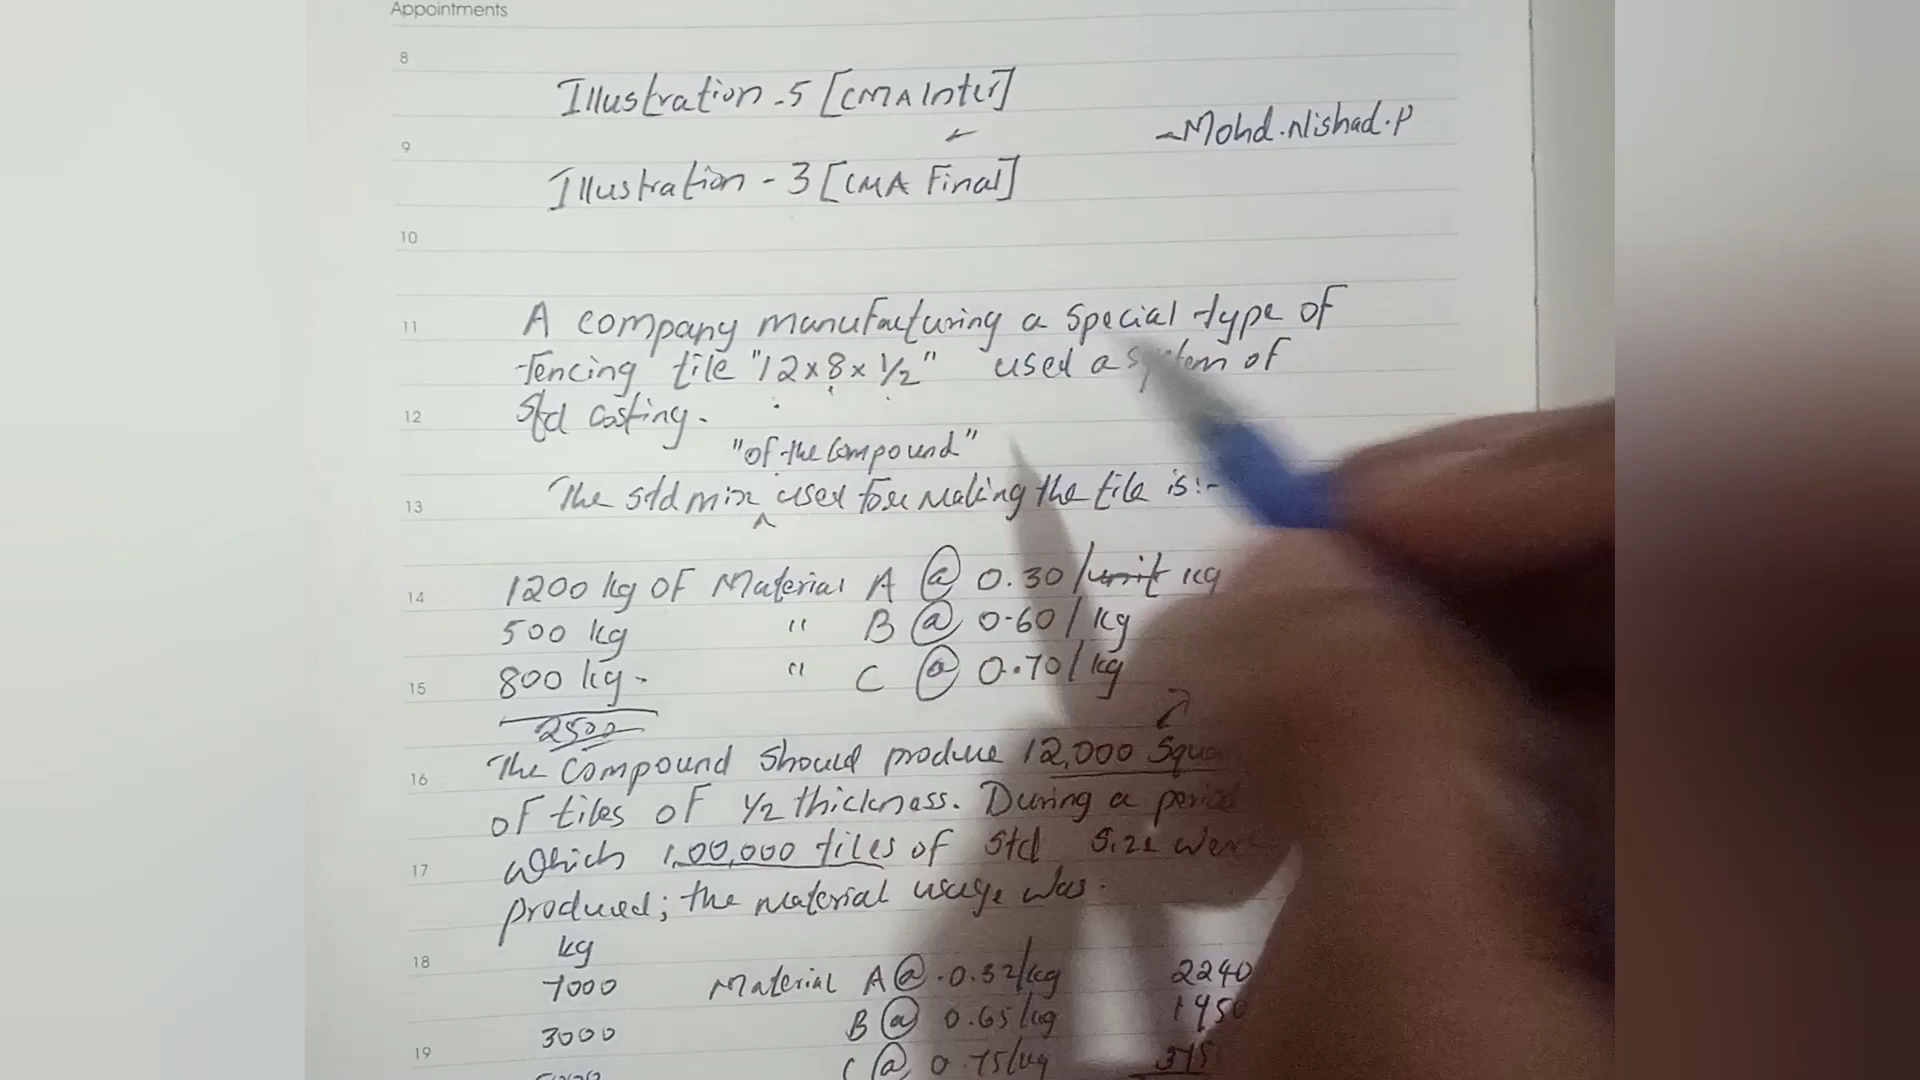 Appointments
8
Illustration - 5 [CMA Inter]
- Mohd. Nishad. P
9
Illustration - 3 [CMA Final]
10
11 A company manufacturing a special type of
fencing tile "12 x 8 x 1/2" used a system of
12 std costing.
"of the compound"
13 The std mix ^ used for making the tile is :-
14 1200 kg of Material A @ 0.30 / unit kg
500 kg " B @ 0.60 / kg
15 800 kg - " C @ 0.70 / kg
2500
16 The compound should produce 12,000
of tiles of 1/2 thickness. During a period
17 which 1,00,000 tiles of std size were
produced; the material usage was.
kg
18 7000 Material A @ 0.32/kg 2240
3000 B @ 0.65/kg 1950
19 C @ 0.75/kg